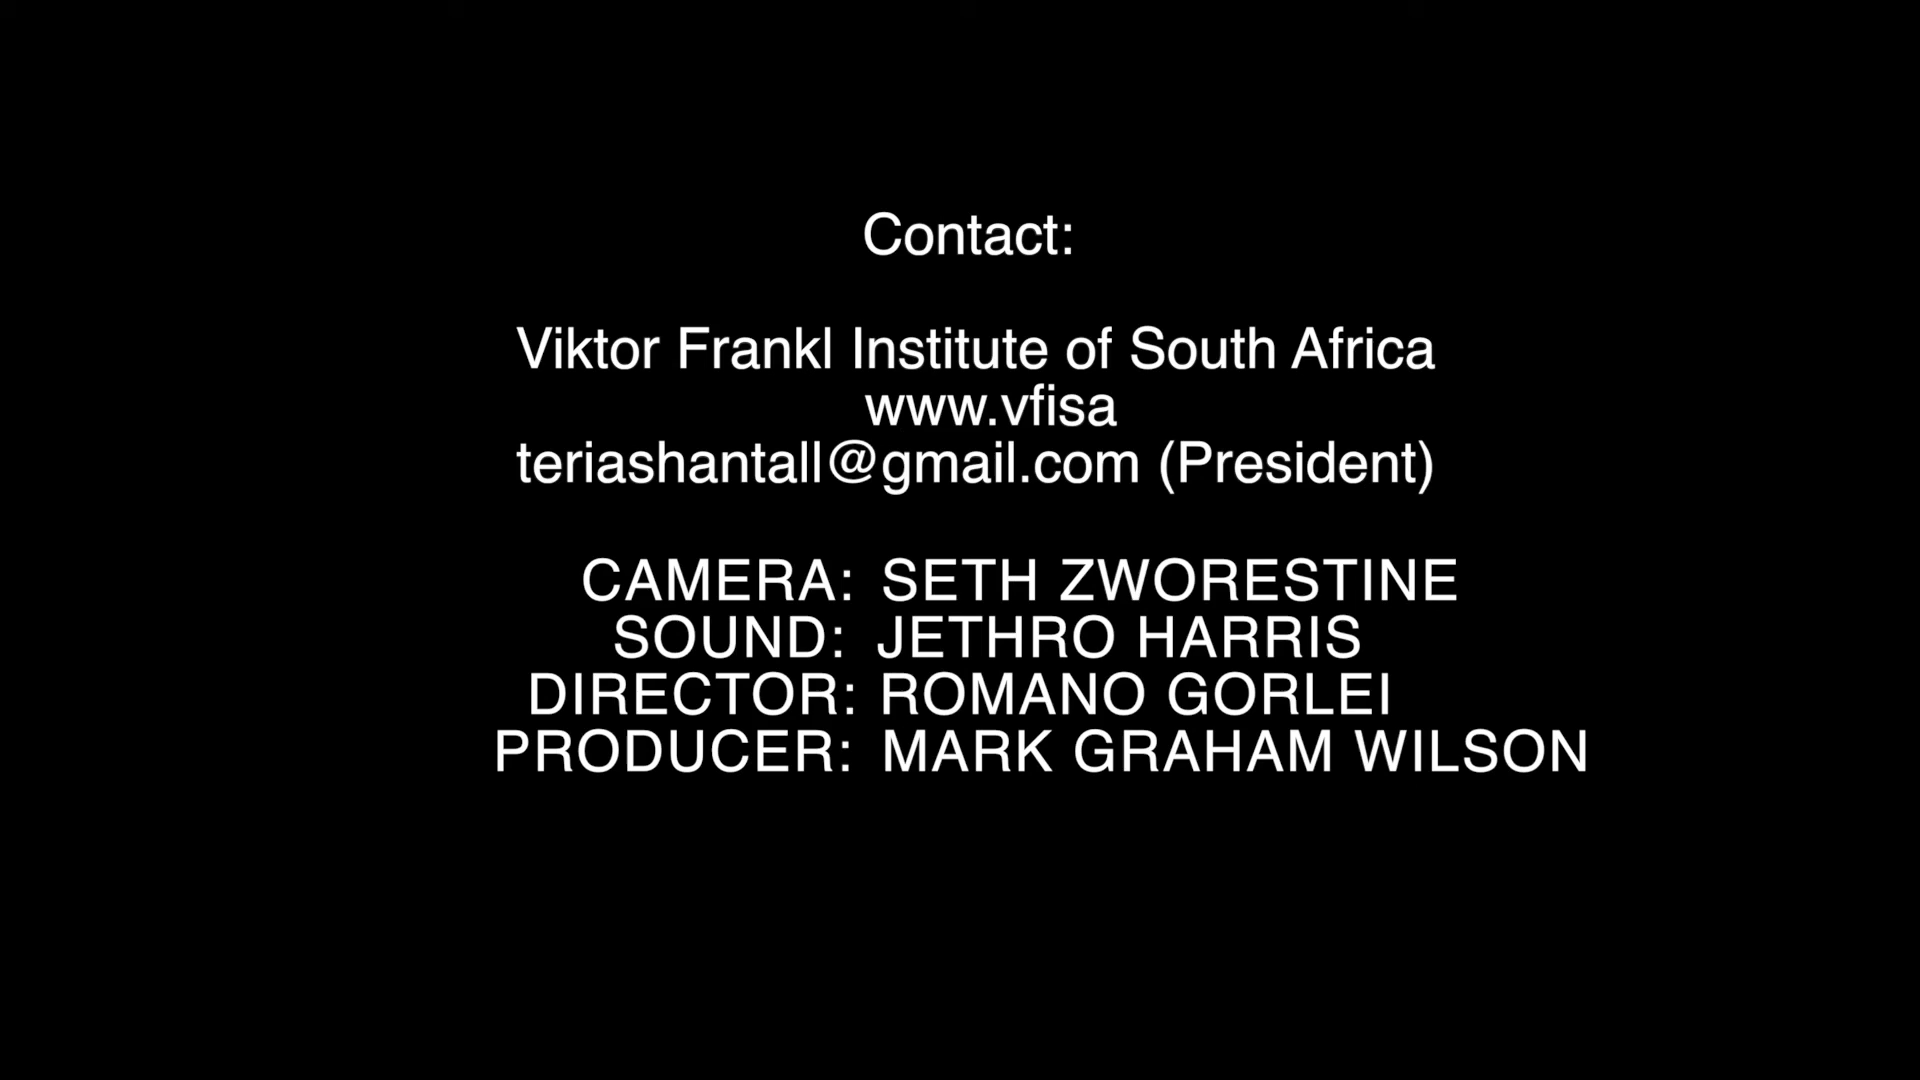 Contact:
Viktor Frankl Institute of South Africa
www.vfisa
teriashantall@gmail.com (President)
CAMERA: SETH ZWORESTINE
SOUND: JETHRO HARRIS
DIRECTOR: ROMANO GORLEI
PRODUCER: MARK GRAHAM WILSON